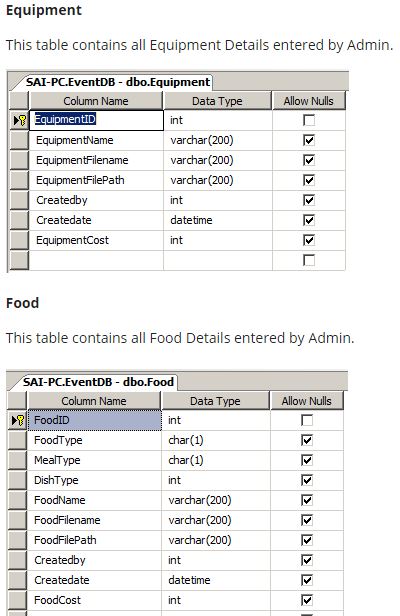 Equipment
This table contains all Equipment Details entered by Admin.
SAI-PC.EventDB - dbo.Equipment
Column Name Data Type Allow Nulls
EquipmentID int
EquipmentName varchar(200)
EquipmentFilename varchar(200)
EquipmentFilePath varchar(200)
Createdby int
Createdate datetime
EquipmentCost int
Food
This table contains all Food Details entered by Admin.
SAI-PC.EventDB - dbo.Food
Column Name Data Type Allow Nulls
FoodID int
FoodType char(1)
MealType char(1)
DishType int
FoodName varchar(200)
FoodFilename varchar(200)
FoodFilePath varchar(200)
Createdby int
Createdate datetime
FoodCost int